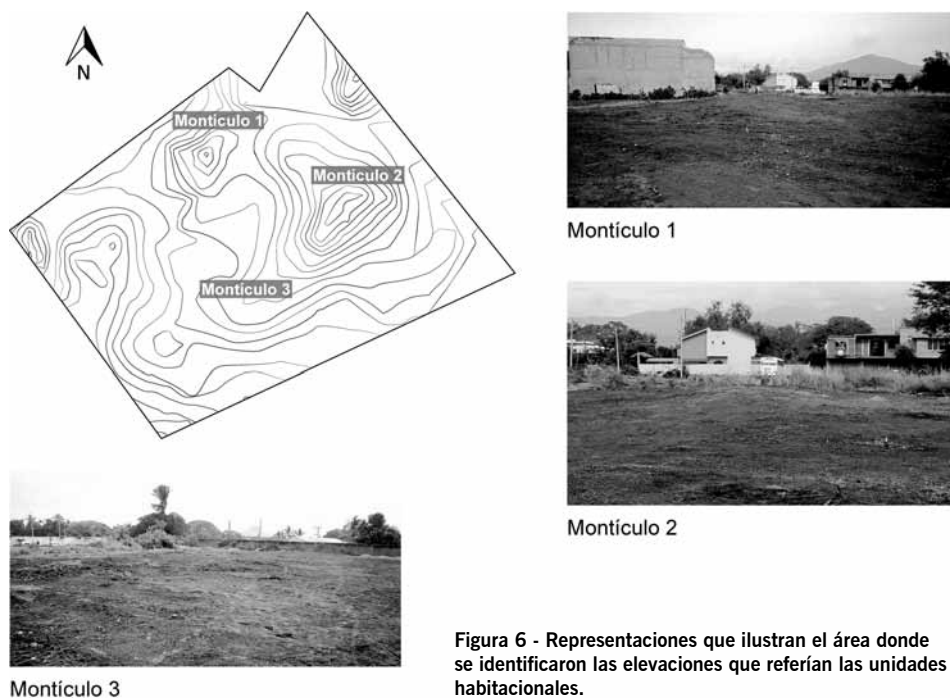 N
Montículo 1
Montículo 2
Montículo 3
Montículo 1
Montículo 2
Montículo 3
Figura 6 - Representaciones que ilustran el área donde
se identificaron las elevaciones que referían las unidades
habitacionales.